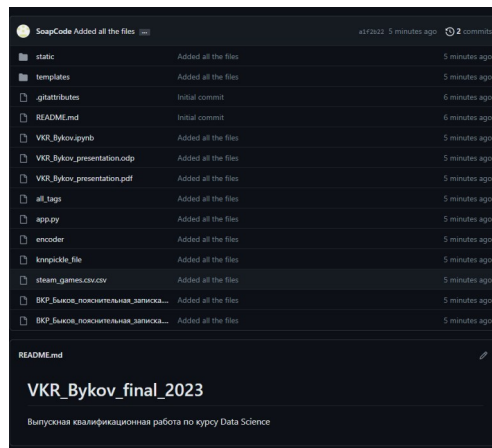 SoapCode Added all the files ... a1f2b22 5 minutes ago 2 commits
static Added all the files 5 minutes ago
templates Added all the files 5 minutes ago
.gitattributes Initial commit 6 minutes ago
README.md Initial commit 6 minutes ago
VKR_Bykov.ipynb Added all the files 5 minutes ago
VKR_Bykov_presentation.odp Added all the files 5 minutes ago
VKR_Bykov_presentation.pdf Added all the files 5 minutes ago
all_tags Added all the files 5 minutes ago
app.py Added all the files 5 minutes ago
encoder Added all the files 5 minutes ago
knnpickle_file Added all the files 5 minutes ago
steam_games.csv.csv Added all the files 5 minutes ago
ВКР_Быков_пояснительная_записка.... Added all the files 5 minutes ago
ВКР_Быков_пояснительная_записка.... Added all the files 5 minutes ago
README.md
VKR_Bykov_final_2023
Выпускная квалификационная работа по курсу Data Science